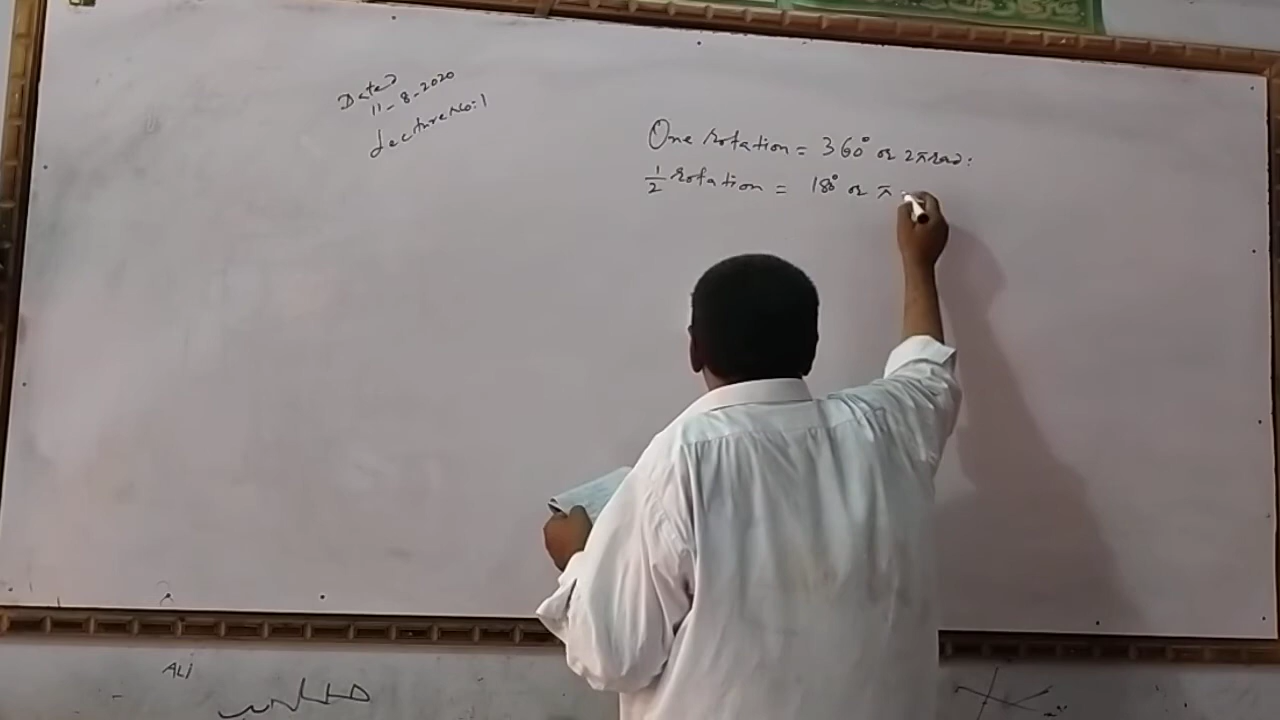 Dated
11-8-2020
Lecture No:1
One rotation = 360° or 2π rad:
1/2 rotation = 180° or π
ALI